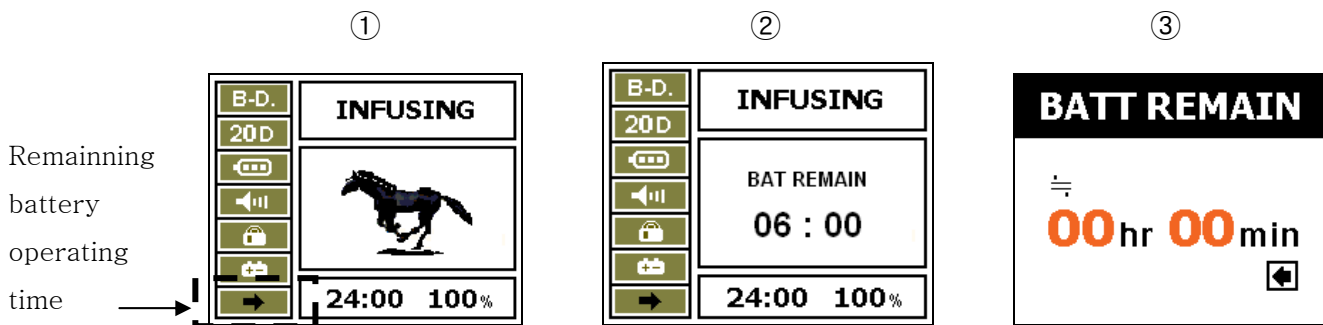 ①
②
③
Remainning
battery
operating
time
B-D.
20D
INFUSING
24:00 100%
B-D.
20D
INFUSING
BAT REMAIN
06 : 00
24:00 100%
BATT REMAIN
≒
00hr 00min